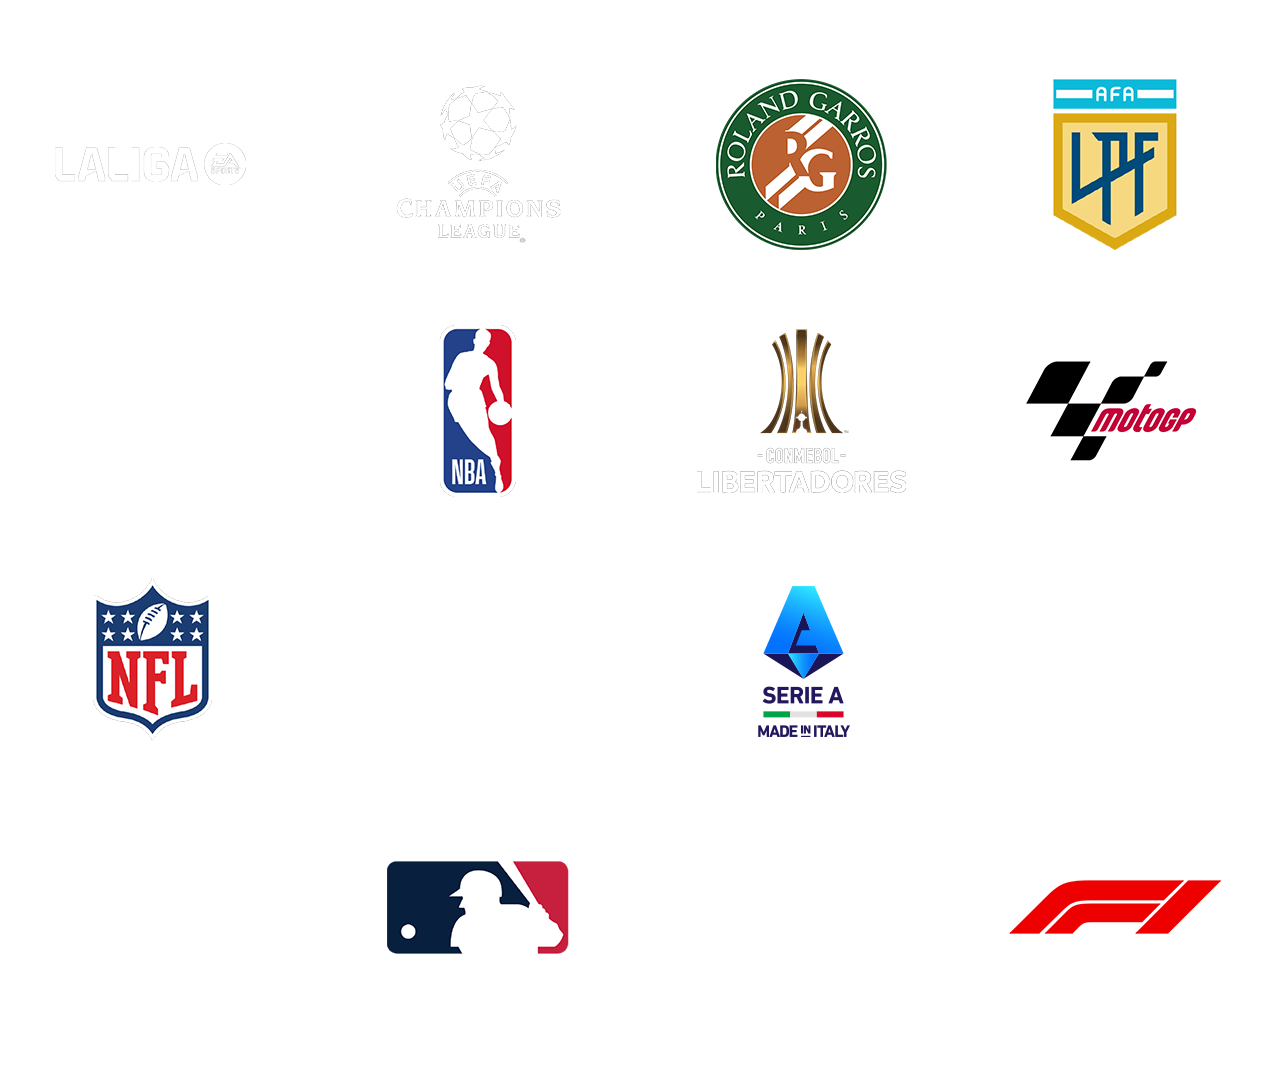 LALIGA EA SPORTS
UEFA
CHAMPIONS
LEAGUE
ROLAND GARROS
RG
PARIS
AFA
LPF
NBA
-CONMEBOL-
LIBERTADORES
motoGP
NFL
SERIE A
MADE IN ITALY
F1